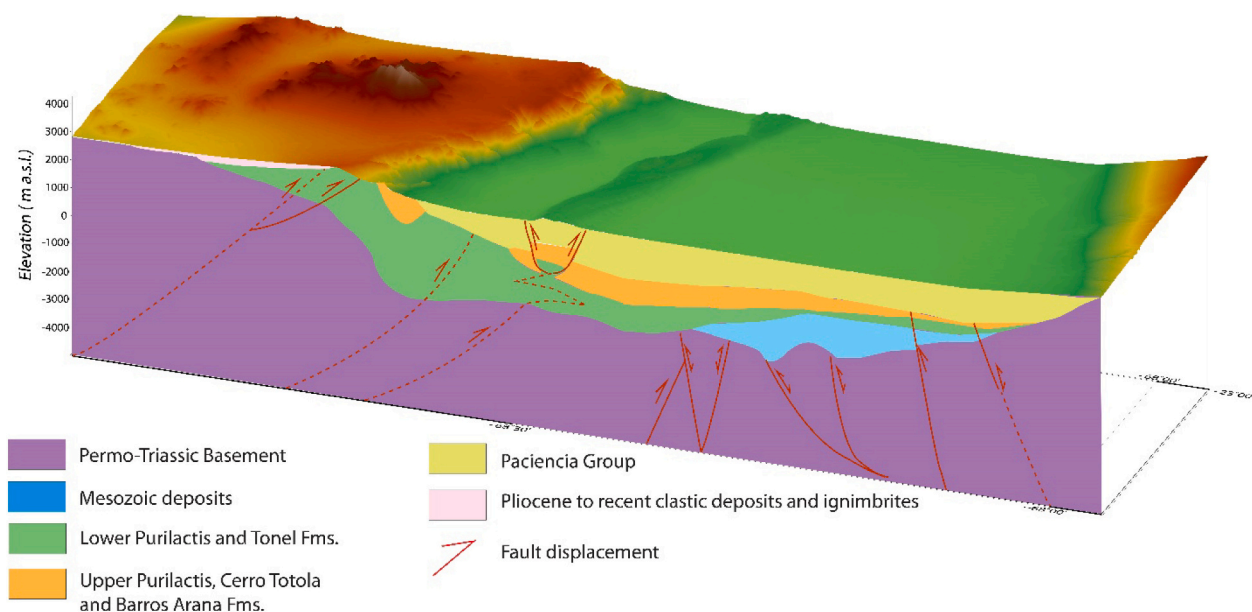 4000
3000
2000
1000
0
-1000
-2000
-3000
-4000
Elevation ( m a.s.l.)
Permo-Triassic Basement
Mesozoic deposits
Lower Purilactis and Tonel Fms.
Upper Purilactis, Cerro Totola
and Barros Arana Fms.
Paciencia Group
Pliocene to recent clastic deposits and ignimbrites
Fault displacement